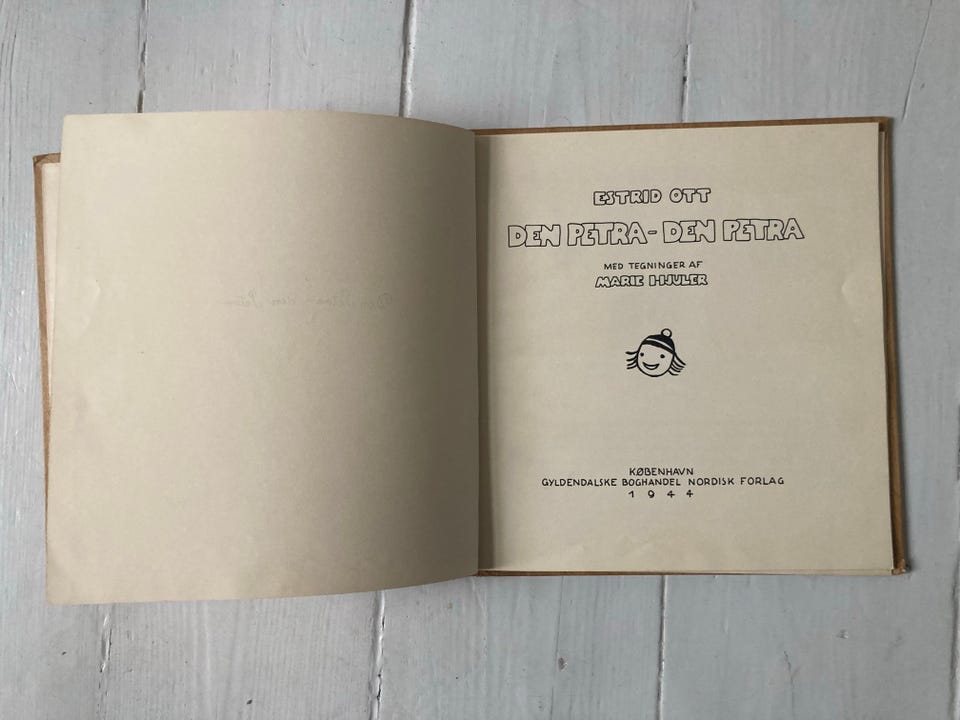 ESTRID OTT
DEN PETRA - DEN PETRA
MED TEGNINGER AF
MARIE HJULER
KØBENHAVN
GYLDENDALSKE BOGHANDEL NORDISK FORLAG
1944